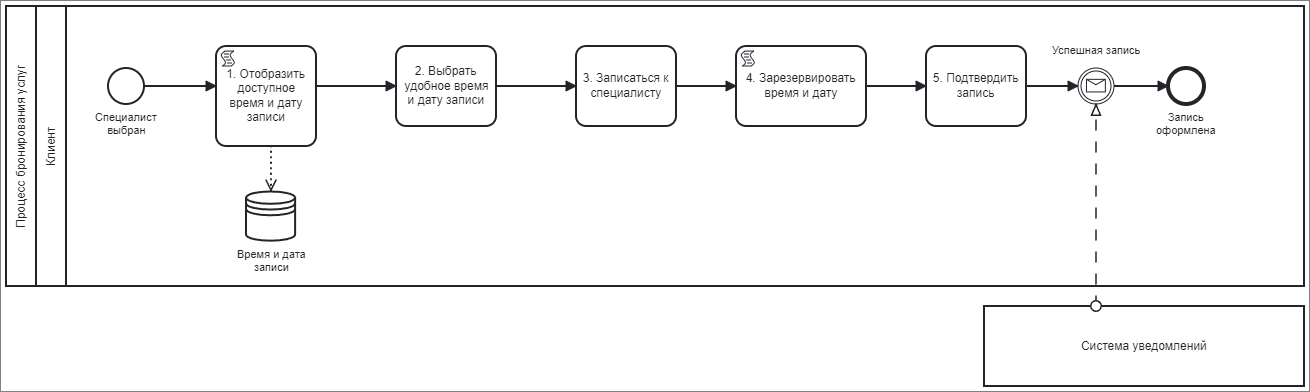 Процесс бронирования услуг
Клиент
Специалист
выбран
1. Отобразить
доступное
время и дату
записи
Время и дата
записи
2. Выбрать
удобное время
и дату записи
3. Записаться к
специалисту
4. Зарезервировать
время и дату
5. Подтвердить
запись
Успешная запись
Запись
оформлена
Система уведомлений